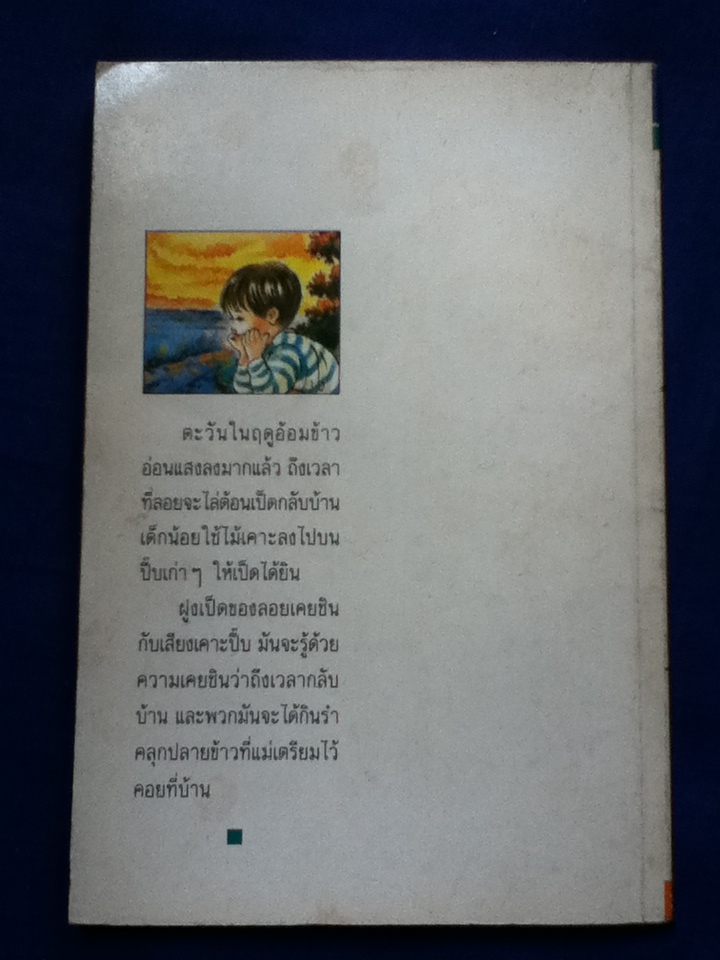 ตะวันในฤดูอ้อมข้าว
อ่อนแสงลงมากแล้ว ถึงเวลา
ที่ลอยจะไล่ต้อนเป็ดกลับบ้าน
เด็กน้อยใช้ไม้เคาะลงไปบน
ปี๊บเก่า ๆ ให้เป็ดได้ยิน
ฝูงเป็ดของลอยเคยชิน
กับเสียงเคาะปี๊บ มันจะรู้ด้วย
ความเคยชินว่าถึงเวลากลับ
บ้าน และพวกมันจะได้กินรำ
คลุกปลายข้าวที่แม่เตรียมไว้
คอยที่บ้าน